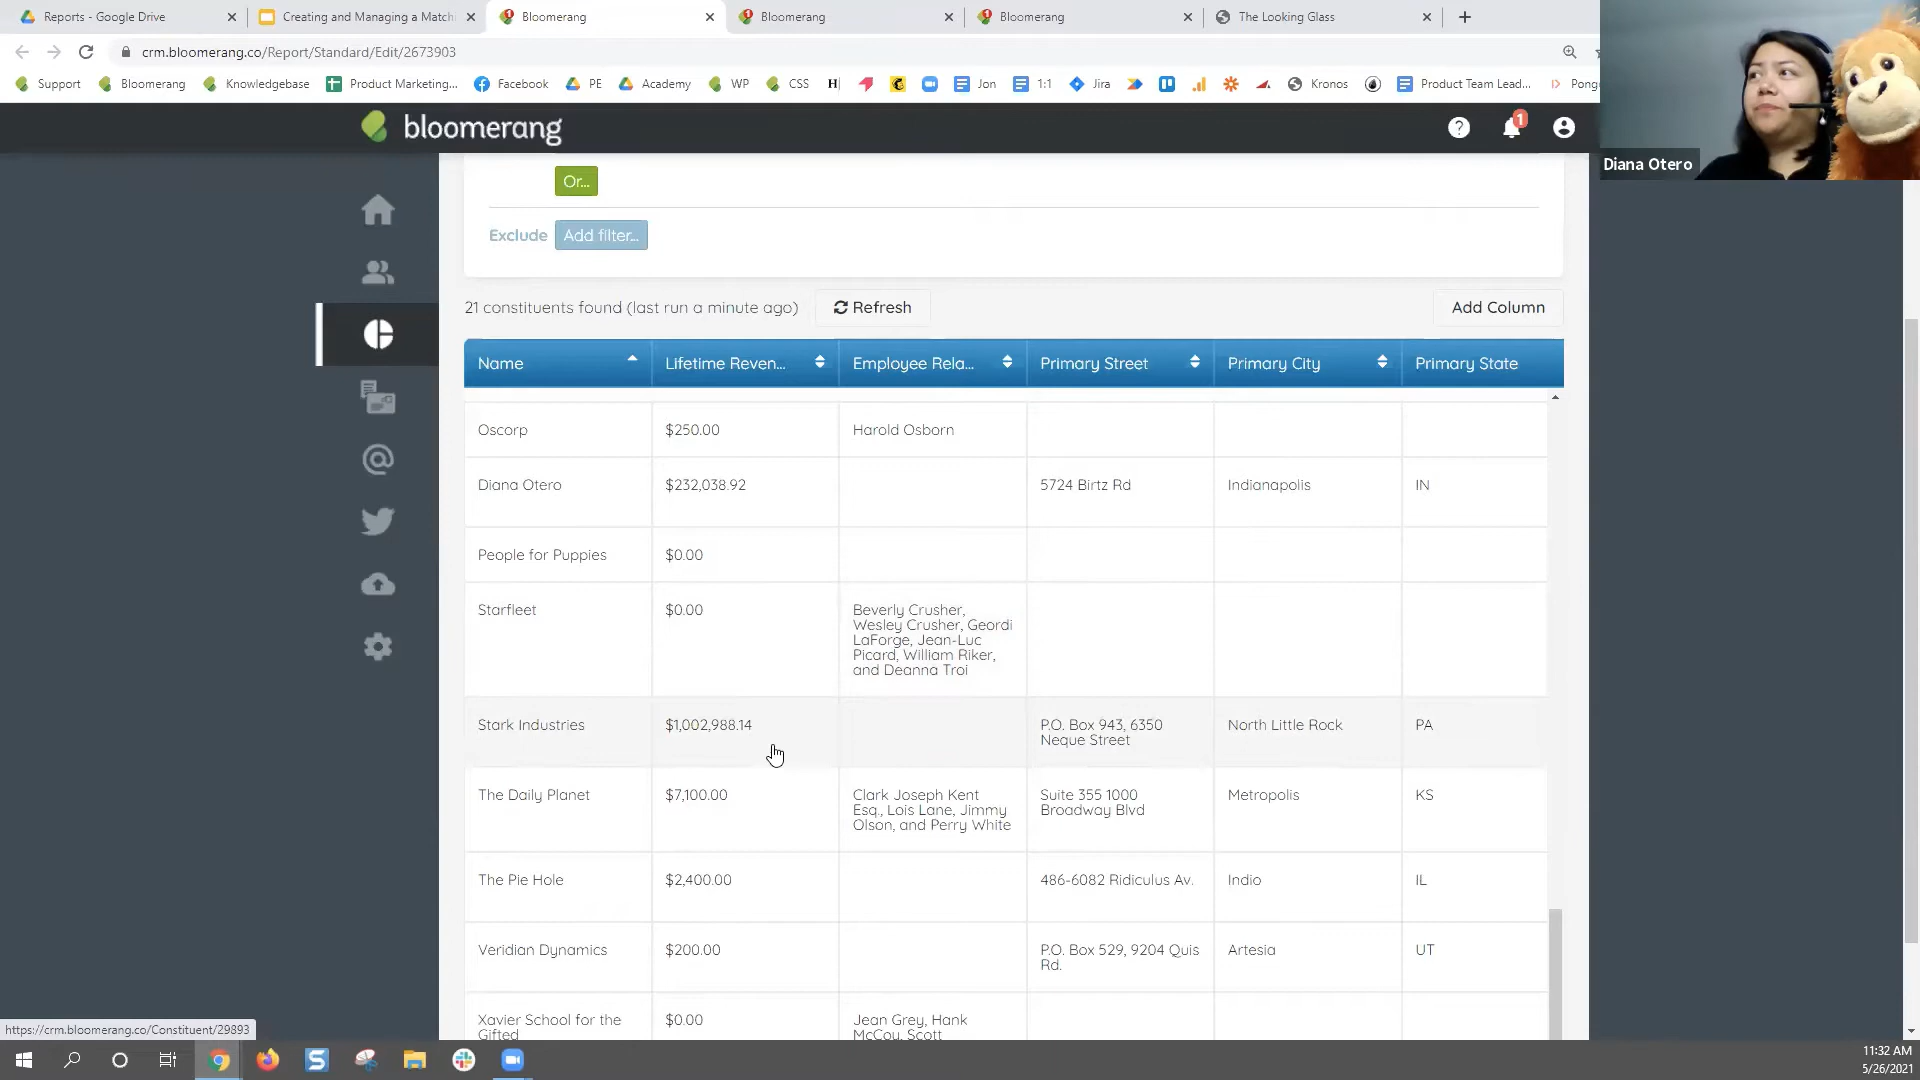 Reports - Google Drive
Creating and Managing a Match
Bloomerang
Bloomerang
Bloomerang
The Looking Glass
crm.bloomerang.co/Report/Standard/Edit/2673903
Support
Bloomerang
Knowledgebase
Product Marketing...
Facebook
PE
Academy
WP
CSS
H
Jon
1:1
Jira
Kronos
Product Team Lead...
Pong
bloomerang
1
Diana Otero
Or...
Exclude
Add filter...
21 constituents found (last run a minute ago)
Refresh
Add Column
Name
Lifetime Reven...
Employee Rela...
Primary Street
Primary City
Primary State
Oscorp
$250.00
Harold Osborn
Diana Otero
$232,038.92
5724 Birtz Rd
Indianapolis
IN
People for Puppies
$0.00
Starfleet
$0.00
Beverly Crusher,
Wesley Crusher, Geordi
LaForge, Jean-Luc
Picard, William Riker,
and Deanna Troi
Stark Industries
$1,002,988.14
P.O. Box 943, 6350
Neque Street
North Little Rock
PA
The Daily Planet
$7,100.00
Clark Joseph Kent
Esq., Lois Lane, Jimmy
Olson, and Perry White
Suite 355 1000
Broadway Blvd
Metropolis
KS
The Pie Hole
$2,400.00
486-6082 Ridiculus Av.
Indio
IL
Veridian Dynamics
$200.00
P.O. Box 529, 9204 Quis
Rd.
Artesia
UT
Xavier School for the
Gifted
$0.00
Jean Grey, Hank
McCoy, Scott
https://crm.bloomerang.co/Constituent/29893
11:32 AM
5/26/2021